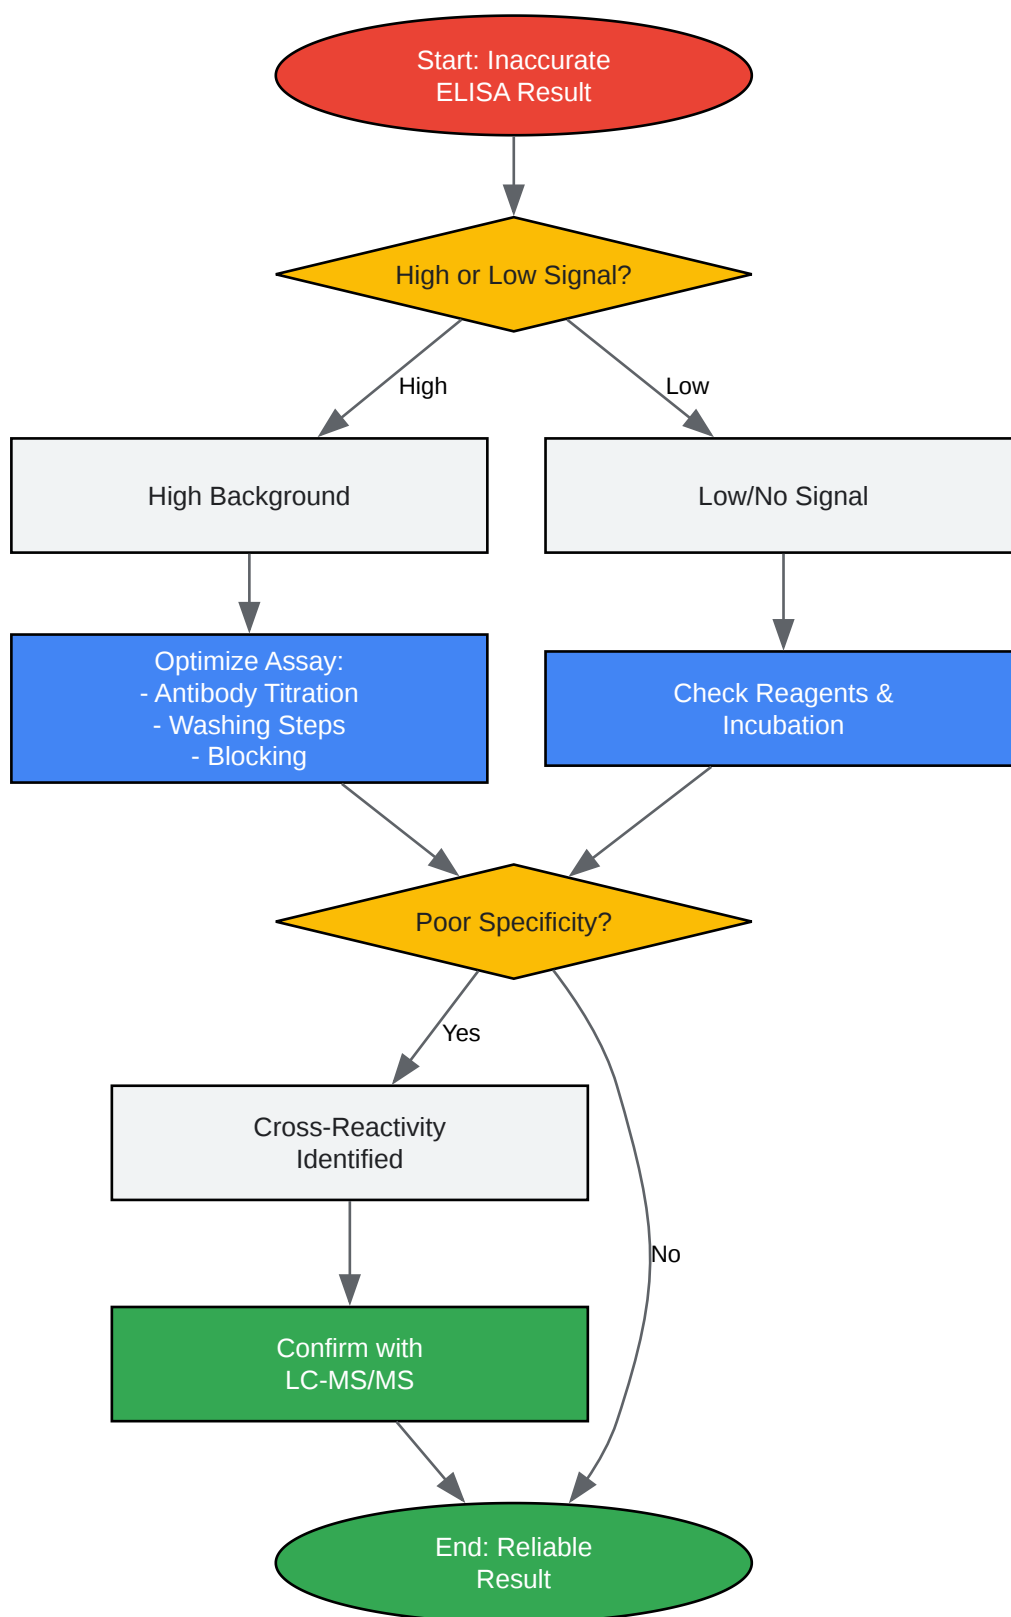 Start: Inaccurate
ELISA Result
High or Low Signal?
High
Low
High Background
Low/No Signal
Optimize Assay:
- Antibody Titration
- Washing Steps
- Blocking
Check Reagents &
Incubation
Poor Specificity?
Yes
Cross-Reactivity
Identified
No
Confirm with
LC-MS/MS
End: Reliable
Result